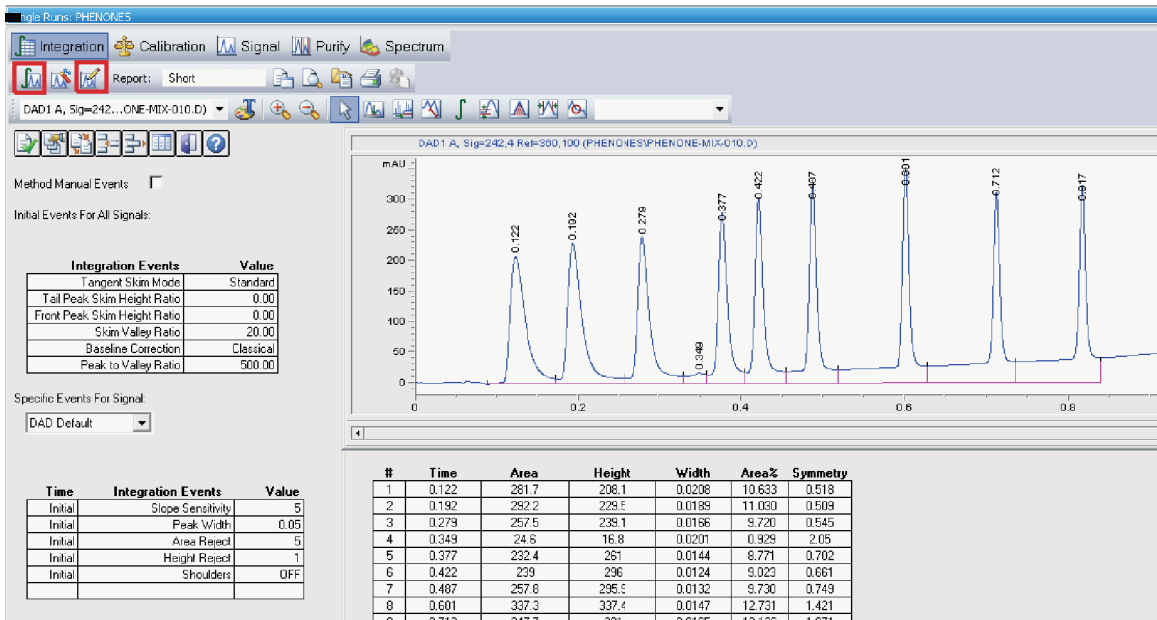 ngle Runs: PHENONES
Integration Calibration Signal Purify Spectrum
Report: Short
DAD1 A, Sig=242...ONE-MIX-010.D)
Method Manual Events
Initial Events For All Signals:
Integration Events Value
Tangent Skim Mode Standard
Tail Peak Skim Height Ratio 0.00
Front Peak Skim Height Ratio 0.00
Skim Valley Ratio 20.00
Baseline Correction Classical
Peak to Valley Ratio 500.00
Specific Events For Signal:
DAD Default
Time Integration Events Value
Initial Slope Sensitivity 5
Initial Peak Width 0.05
Initial Area Reject 5
Initial Height Reject 1
Initial Shoulders OFF
DAD1 A, Sig=242,4 Ref=360,100 (PHENONES\PHENONE-MIX-010.D)
mAU
300
250
200
150
100
50
0
0.122
0.192
0.279
0.349
0.377
0.422
0.487
0.601
0.712
0.817
0 0.2 0.4 0.6 0.8
# Time Area Height Width Area% Symmetry
1 0.122 281.7 208.1 0.0208 10.633 0.518
2 0.192 292.2 0.0189 11.030 0.509
3 0.279 257.5 239.1 0.0166 9.720 0.545
4 0.349 24.6 16.8 0.0201 0.929 2.05
5 0.377 232.4 261 0.0144 8.771 0.702
6 0.422 239 296 0.0124 9.023 0.661
7 0.487 257.8 0.0132 9.730 0.749
8 0.601 337.3 337.4 0.0147 12.731 1.421